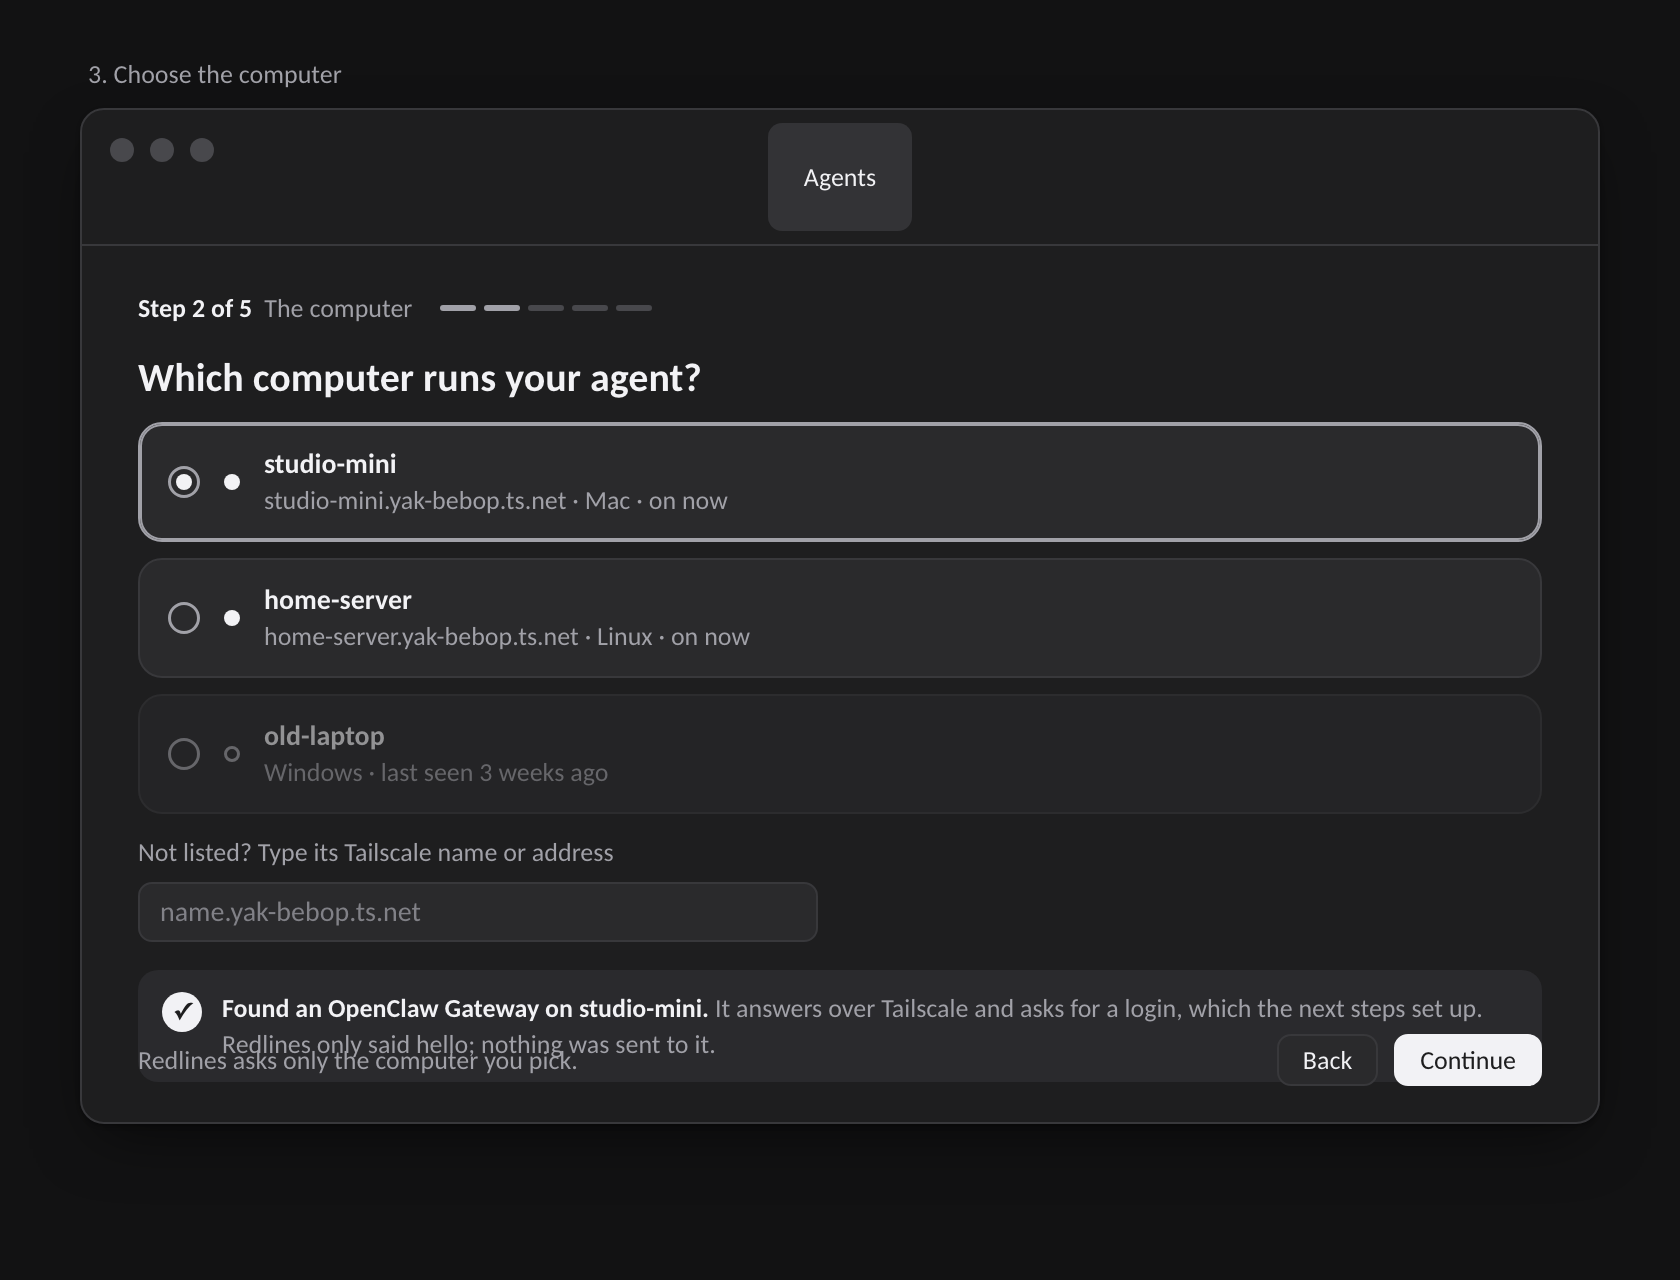 3. Choose the computer
Agents
Step 2 of 5 The computer
Which computer runs your agent?
studio-mini
studio-mini.yak-bebop.ts.net · Mac · on now
home-server
home-server.yak-bebop.ts.net · Linux · on now
old-laptop
Windows · last seen 3 weeks ago
Not listed? Type its Tailscale name or address
name.yak-bebop.ts.net
Found an OpenClaw Gateway on studio-mini. It answers over Tailscale and asks for a login, which the next steps set up.
Redlines only said hello; nothing was sent to it.
Redlines asks only the computer you pick.
Back
Continue